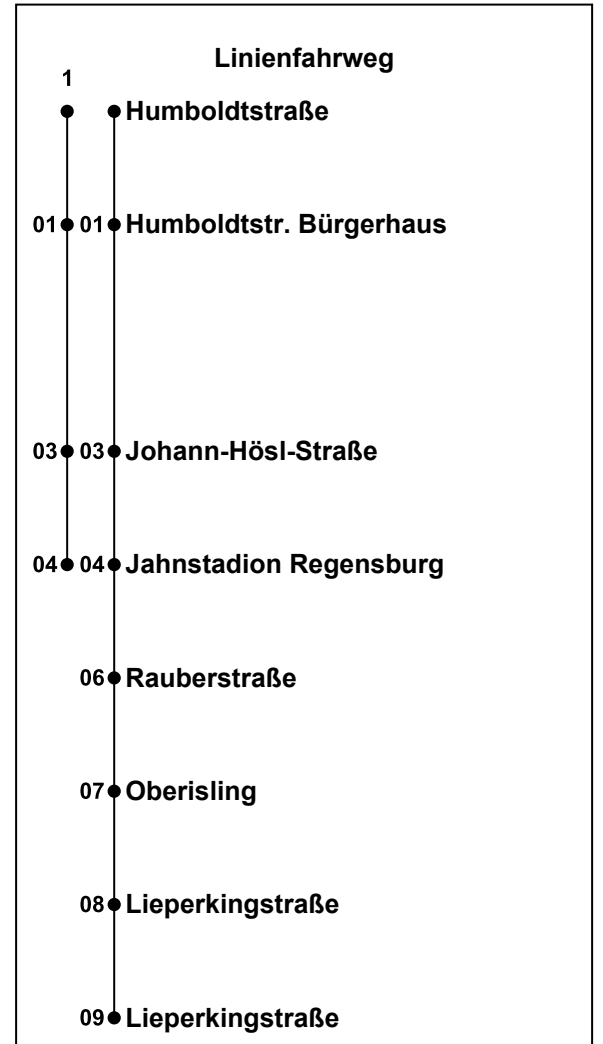 Linienfahrweg
1
Humboldtstraße
01 01 Humboldtstr. Bürgerhaus
03 03 Johann-Hösl-Straße
04 04 Jahnstadion Regensburg
06 Rauberstraße
07 Oberisling
08 Lieperkingstraße
09 Lieperkingstraße